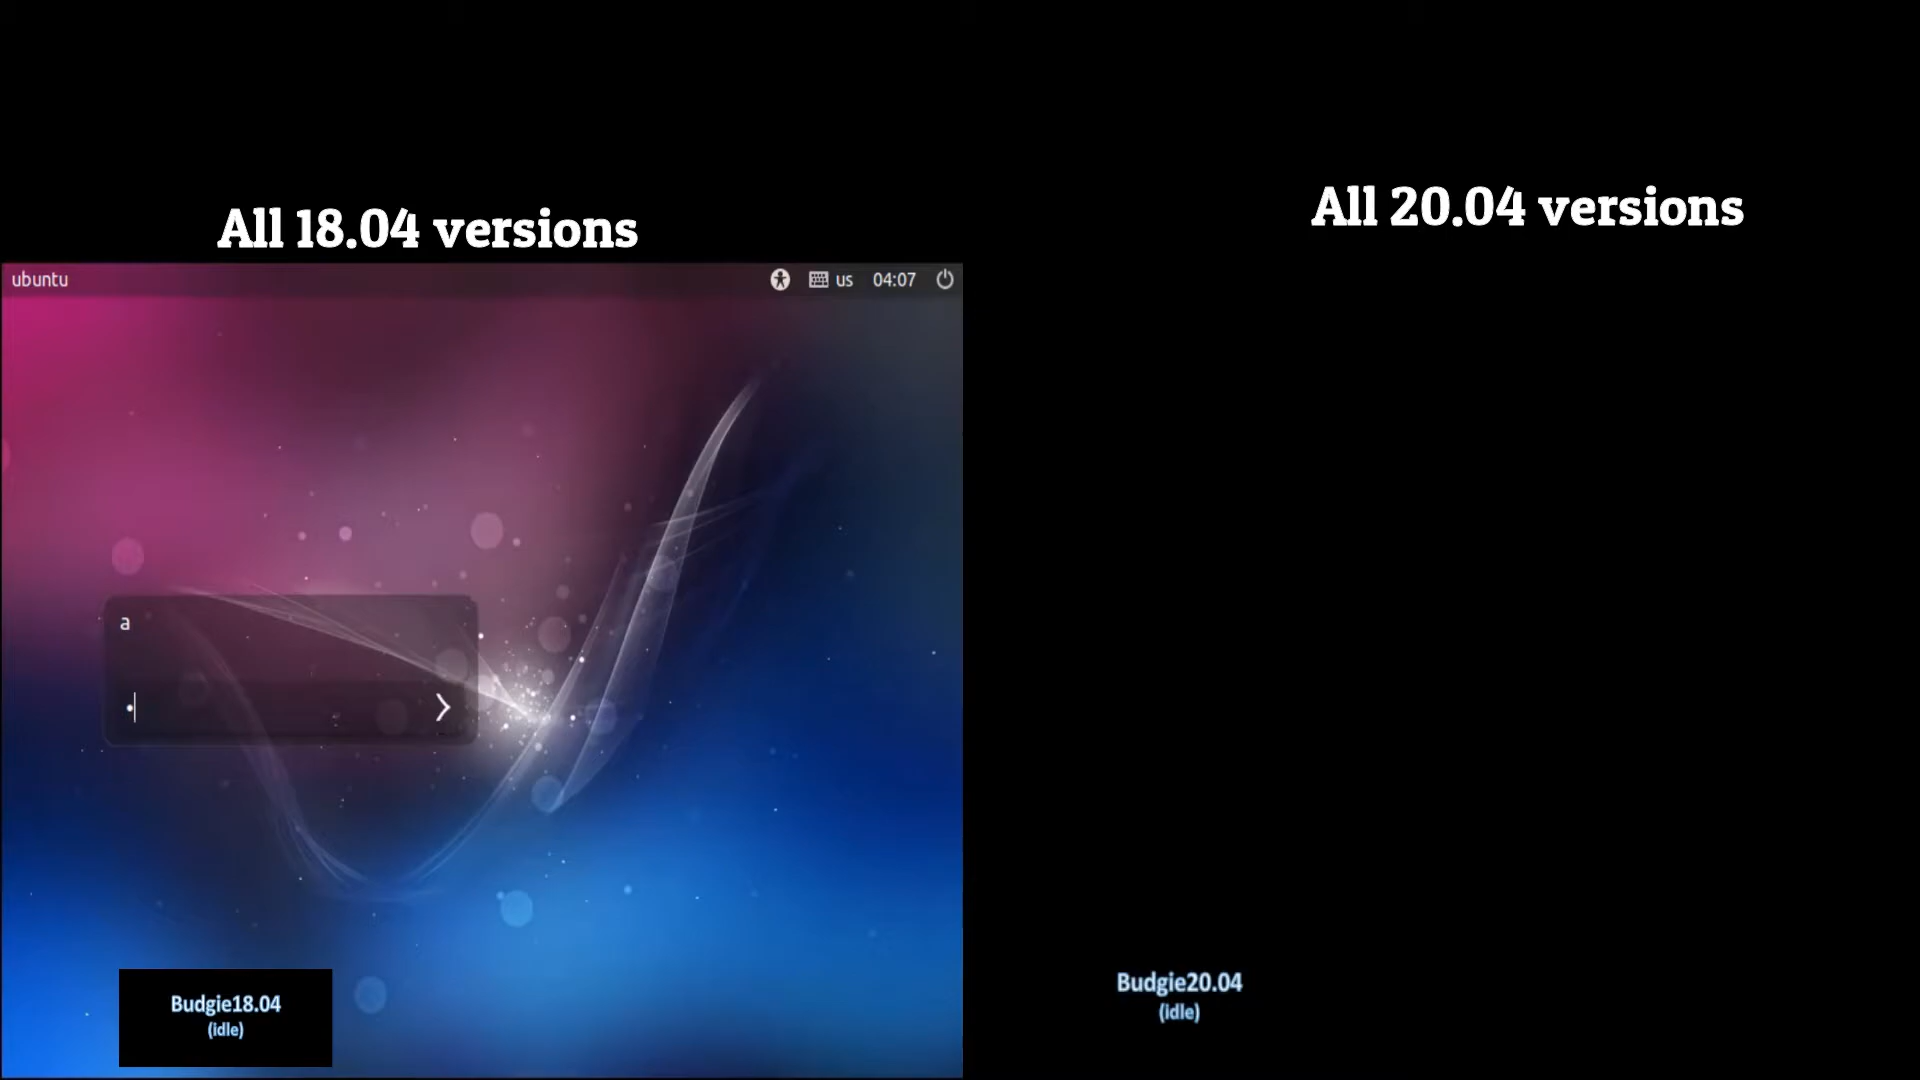 All 18.04 versions
All 20.04 versions
ubuntu
us
04:07
a
Budgie18.04
(idle)
Budgie20.04
(idle)